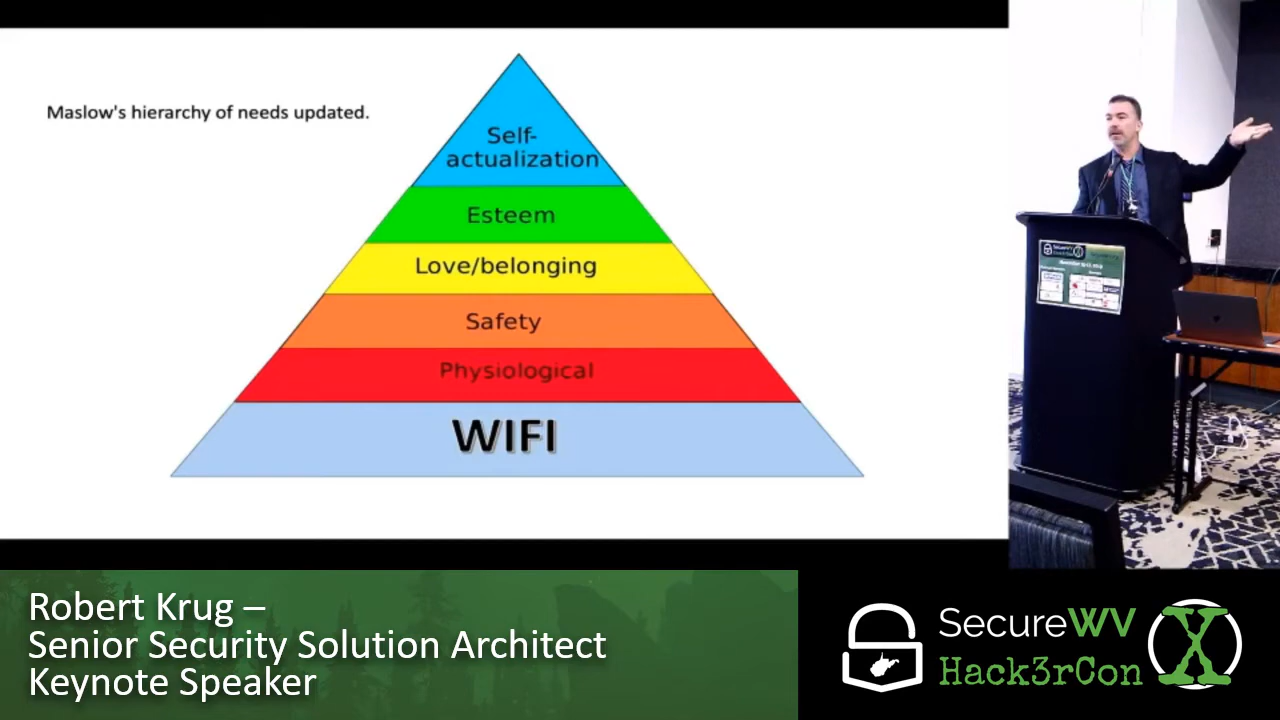 Maslow's hierarchy of needs updated.
Self-
actualization
Esteem
Love/belonging
Safety
Physiological
WIFI
Robert Krug –
Senior Security Solution Architect
Keynote Speaker
SecureWV
Hack3rCon
X